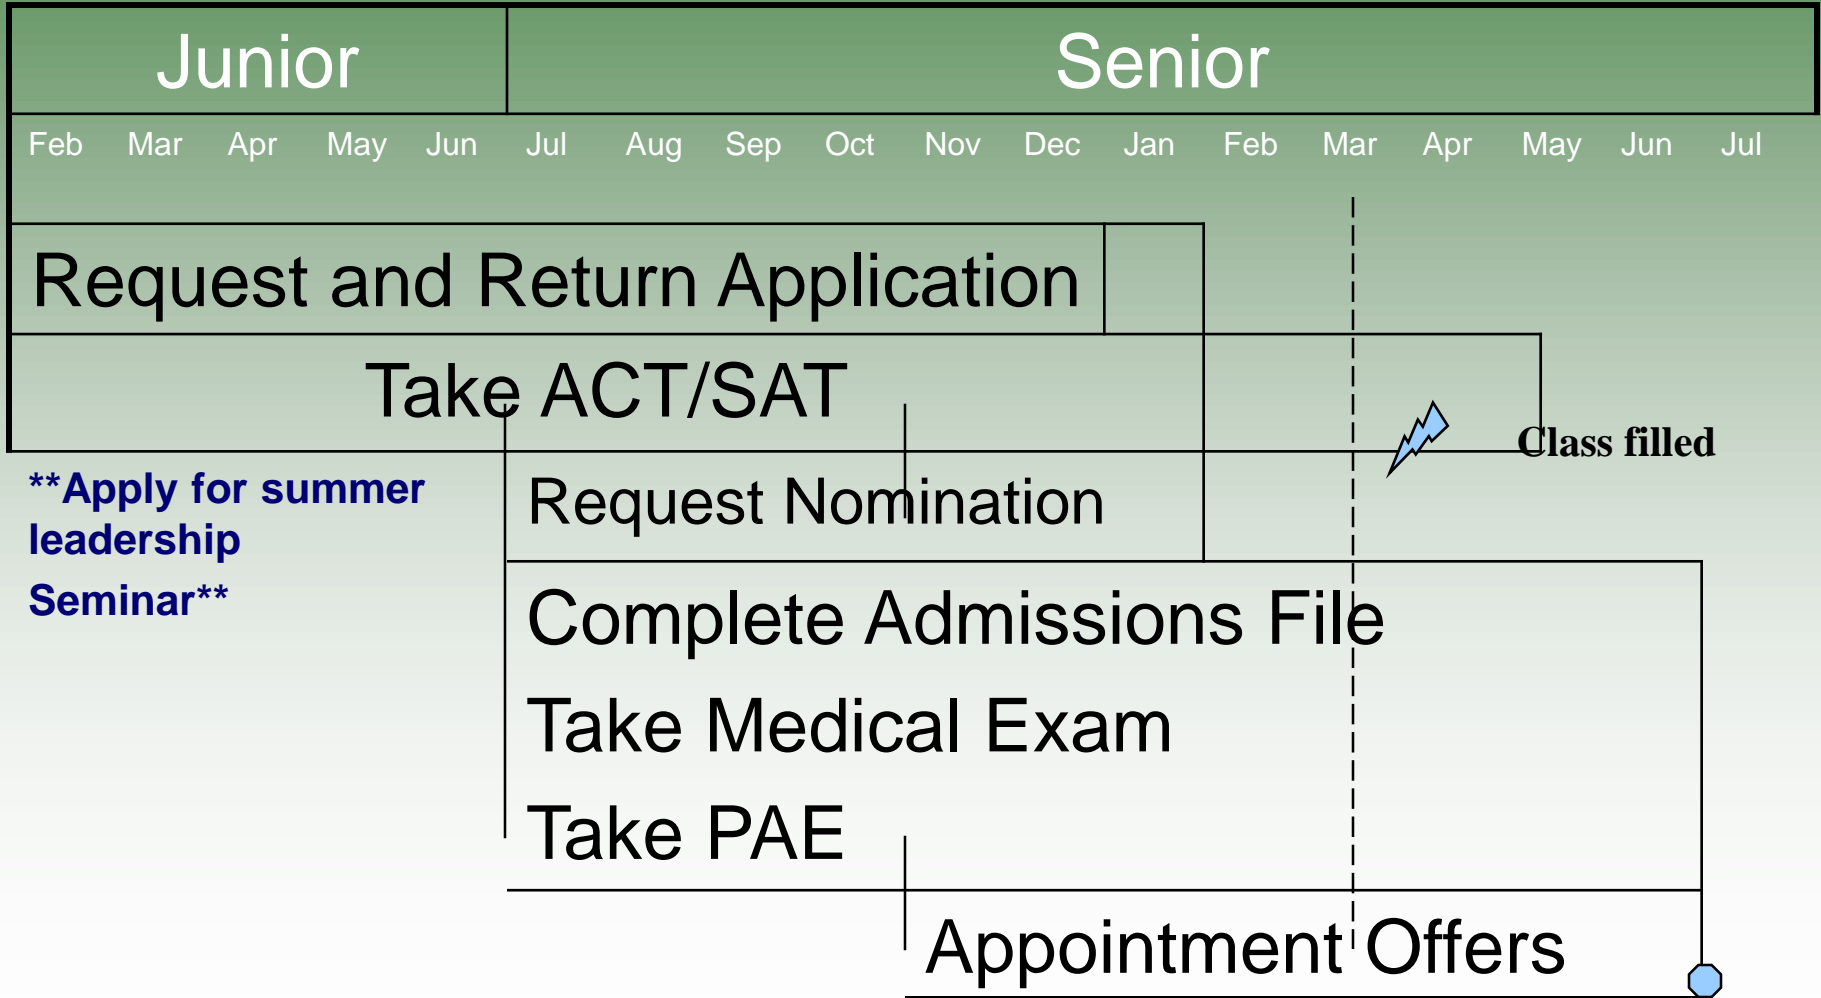 Junior Senior
Feb Mar Apr May Jun Jul Aug Sep Oct Nov Dec Jan Feb Mar Apr May Jun Jul
Request and Return Application
Take ACT/SAT
Class filled
**Apply for summer
leadership
Seminar**
Request Nomination
Complete Admissions File
Take Medical Exam
Take PAE
Appointment Offers